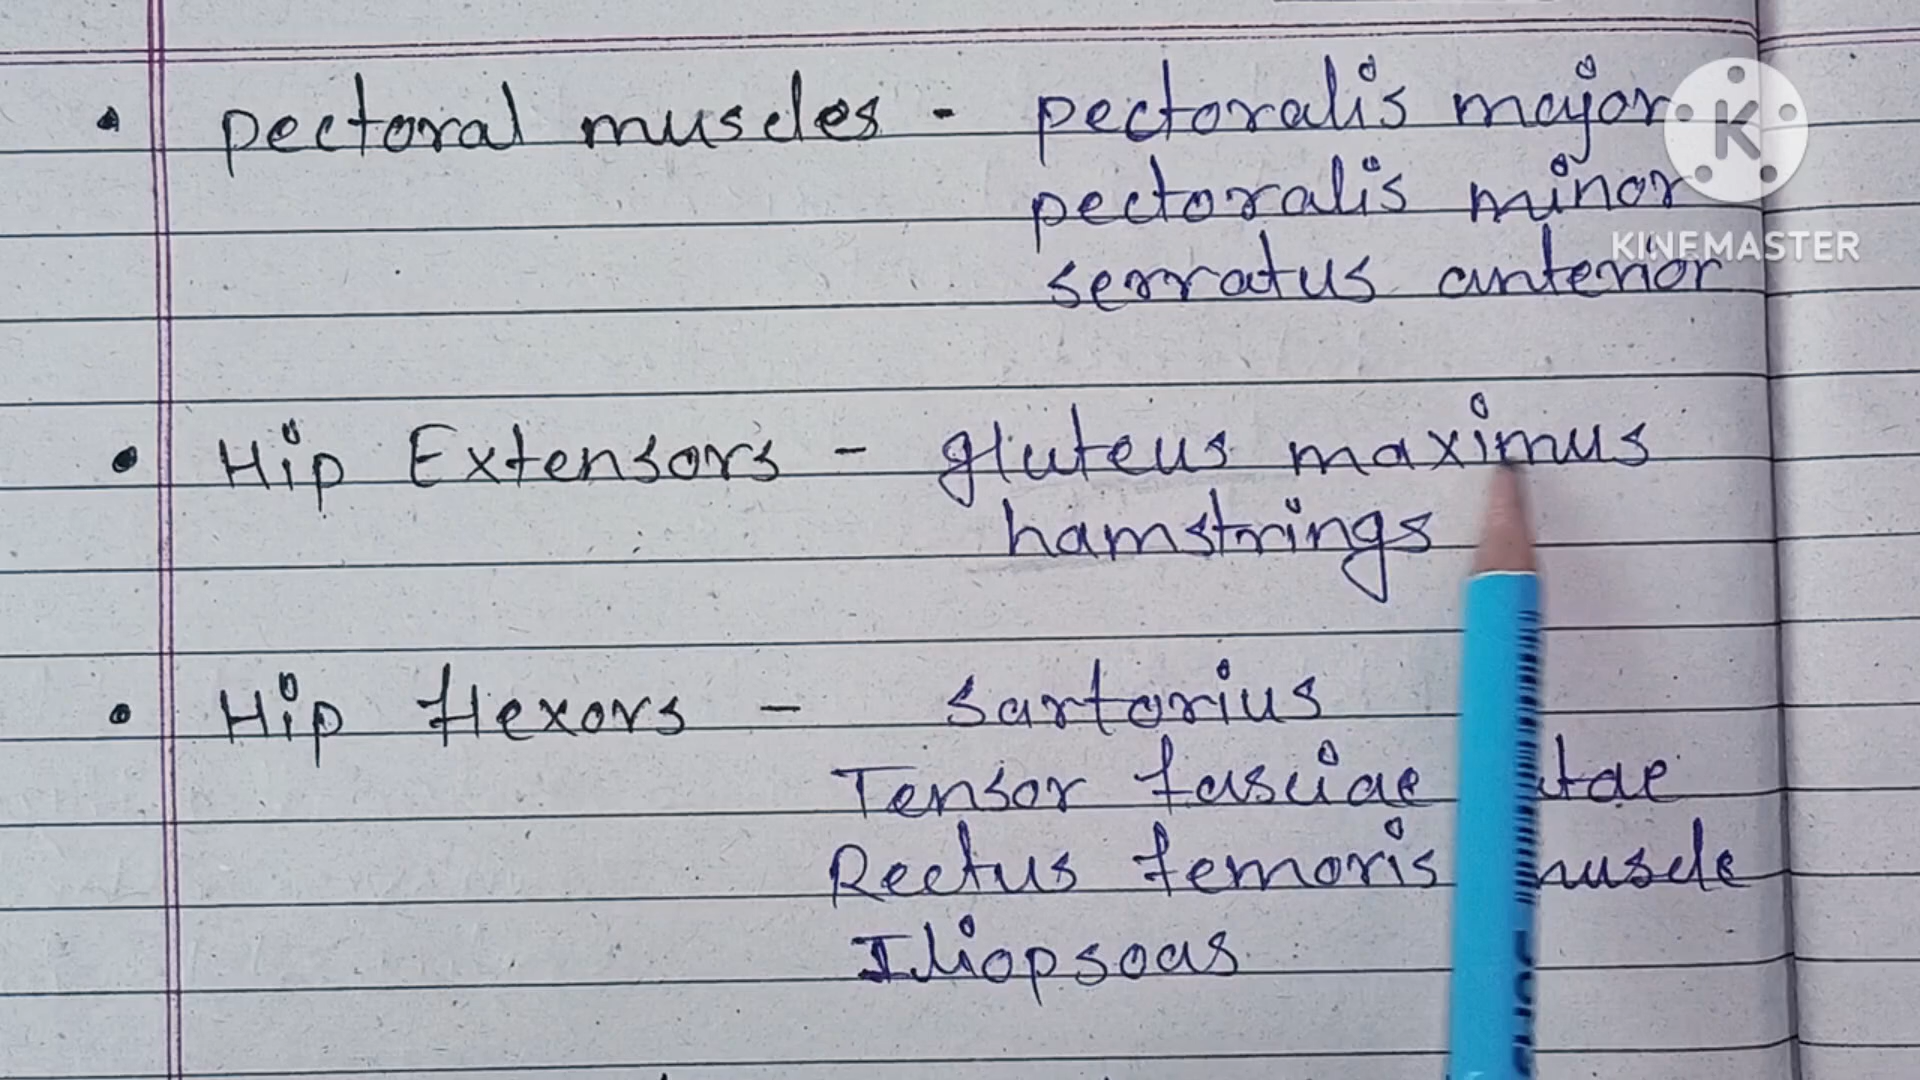 • pectoral muscles - pectoralis major
pectoralis minor
KINEMASTER
serratus anterior
• Hip Extensors - gluteus maximus
hamstrings
• Hip flexors - Sartorius
Tensor fasciae
Rectus femoris
Iliopsoas